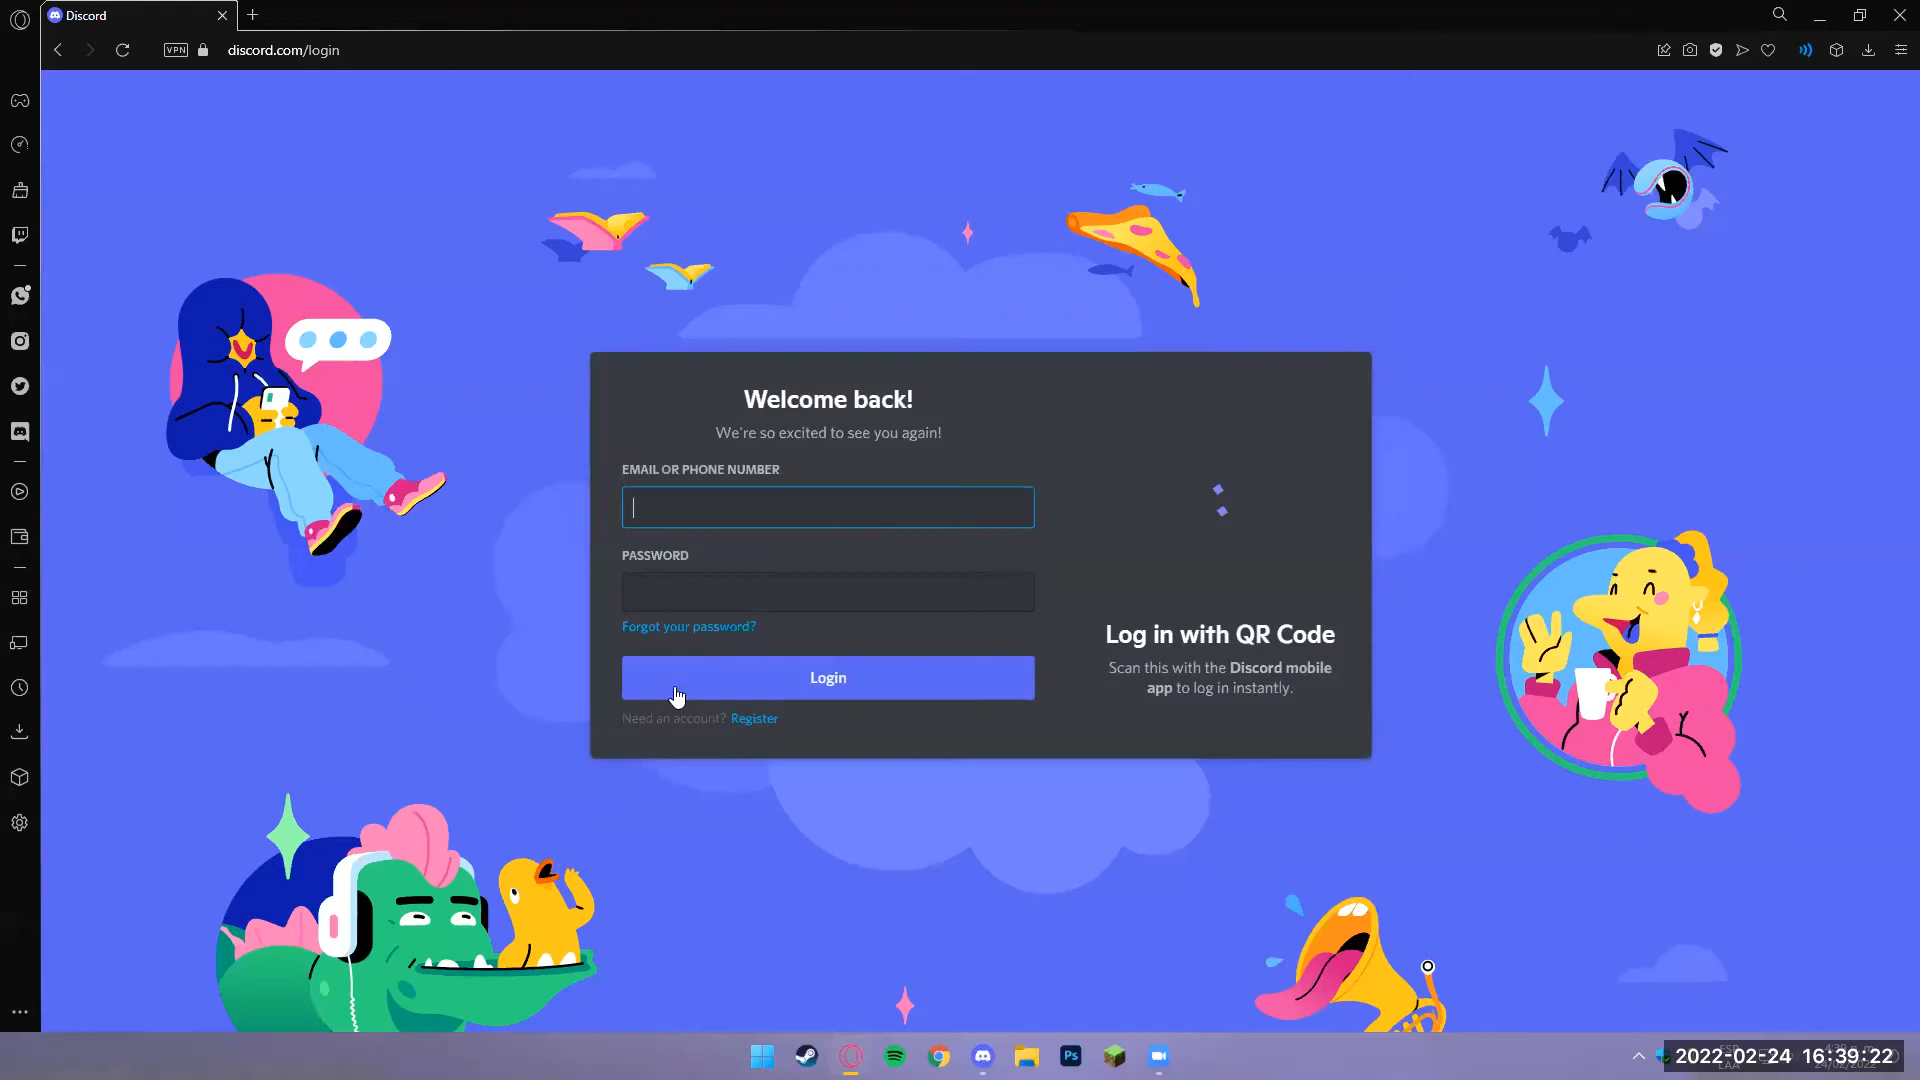 Discord
VPN
discord.com/login
Welcome back!
We're so excited to see you again!
EMAIL OR PHONE NUMBER
PASSWORD
Forgot your password?
Login
Need an account? Register
Log in with QR Code
Scan this with the Discord mobile
app to log in instantly.
Ps
2022-02-24 16:39:22